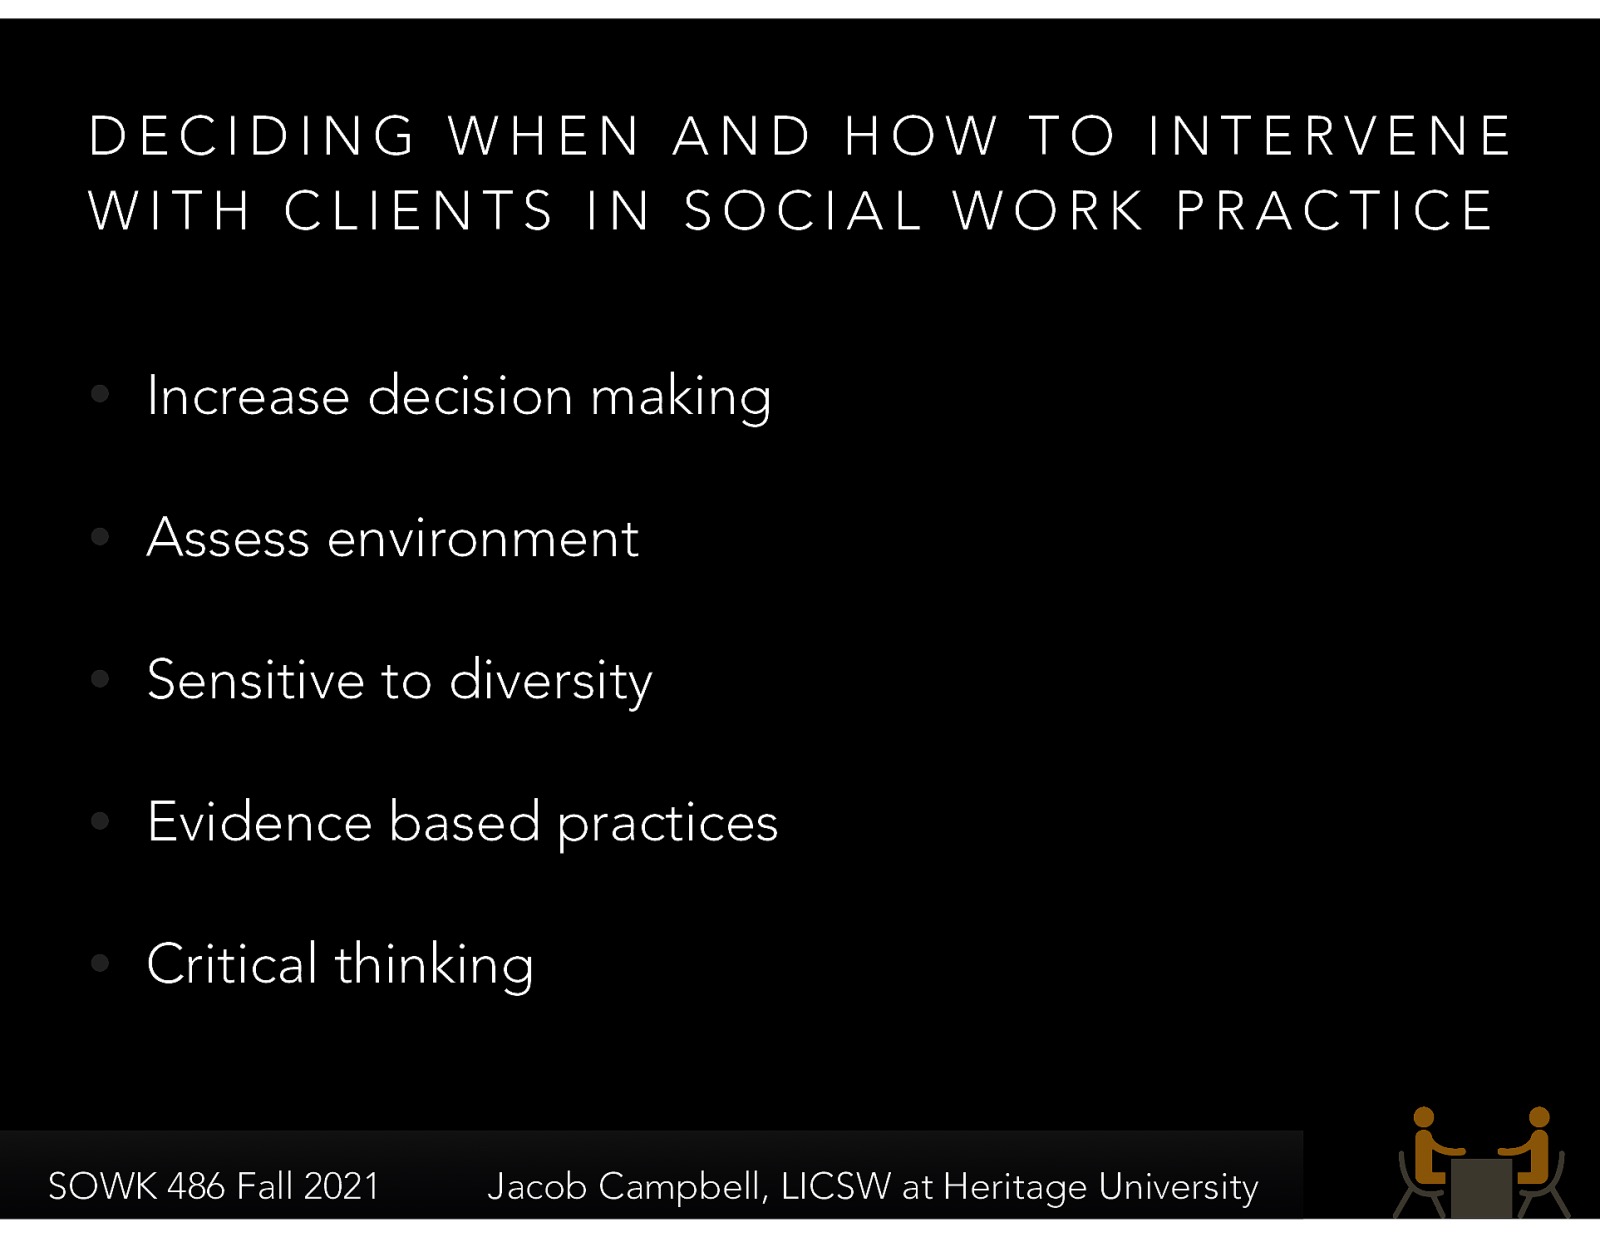 DECIDING WHEN AND HOW TO INTERVENE
WITH CLIENTS IN SOCIAL WORK PRACTICE
• Increase decision making
• Assess environment
• Sensitive to diversity
• Evidence based practices
• Critical thinking
SOWK 486 Fall 2021 Jacob Campbell, LICSW at Heritage University